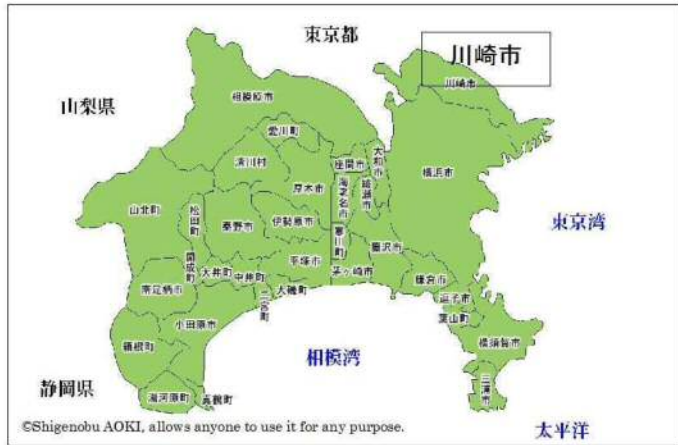 東京都
川崎市
川崎市
山梨県
相模原市
愛川町
清川村
厚木市
座間市
大和市
海老名市
綾瀬市
横浜市
山北町
松田町
秦野市
伊勢原市
寒川町
藤沢市
東京湾
開成町
大井町
中井町
平塚市
茅ヶ崎市
鎌倉市
逗子市
葉山町
南足柄市
二宮町
大磯町
小田原市
横須賀市
箱根町
相模湾
三浦市
静岡県
湯河原町
真鶴町
©Shigenobu AOKI, allows anyone to use it for any purpose.
太平洋